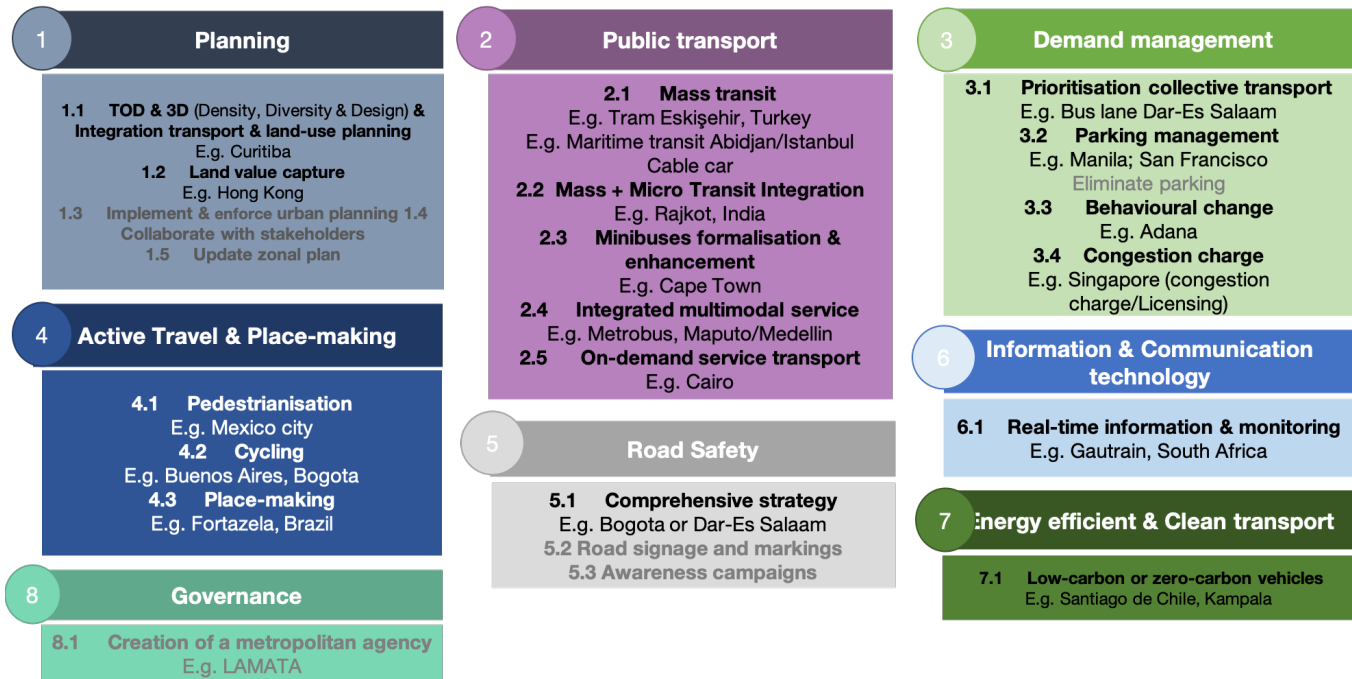 1
Planning
1.1 TOD & 3D (Density, Diversity & Design) &
Integration transport & land-use planning
E.g. Curitiba
1.2 Land value capture
E.g. Hong Kong
1.3 Implement & enforce urban planning 1.4
Collaborate with stakeholders
1.5 Update zonal plan
2
Public transport
2.1 Mass transit
E.g. Tram Eskişehir, Turkey
E.g. Maritime transit Abidjan/Istanbul
Cable car
2.2 Mass + Micro Transit Integration
E.g. Rajkot, India
2.3 Minibuses formalisation &
enhancement
E.g. Cape Town
2.4 Integrated multimodal service
E.g. Metrobus, Maputo/Medellin
2.5 On-demand service transport
E.g. Cairo
3
Demand management
3.1 Prioritisation collective transport
E.g. Bus lane Dar-Es Salaam
3.2 Parking management
E.g. Manila; San Francisco
Eliminate parking
3.3 Behavioural change
E.g. Adana
3.4 Congestion charge
E.g. Singapore (congestion
charge/Licensing)
4
Active Travel & Place-making
4.1 Pedestrianisation
E.g. Mexico city
4.2 Cycling
E.g. Buenos Aires, Bogota
4.3 Place-making
E.g. Fortazela, Brazil
5
Road Safety
5.1 Comprehensive strategy
E.g. Bogota or Dar-Es Salaam
5.2 Road signage and markings
5.3 Awareness campaigns
6
Information & Communication
technology
6.1 Real-time information & monitoring
E.g. Gautrain, South Africa
7
Energy efficient & Clean transport
7.1 Low-carbon or zero-carbon vehicles
E.g. Santiago de Chile, Kampala
8
Governance
8.1 Creation of a metropolitan agency
E.g. LAMATA